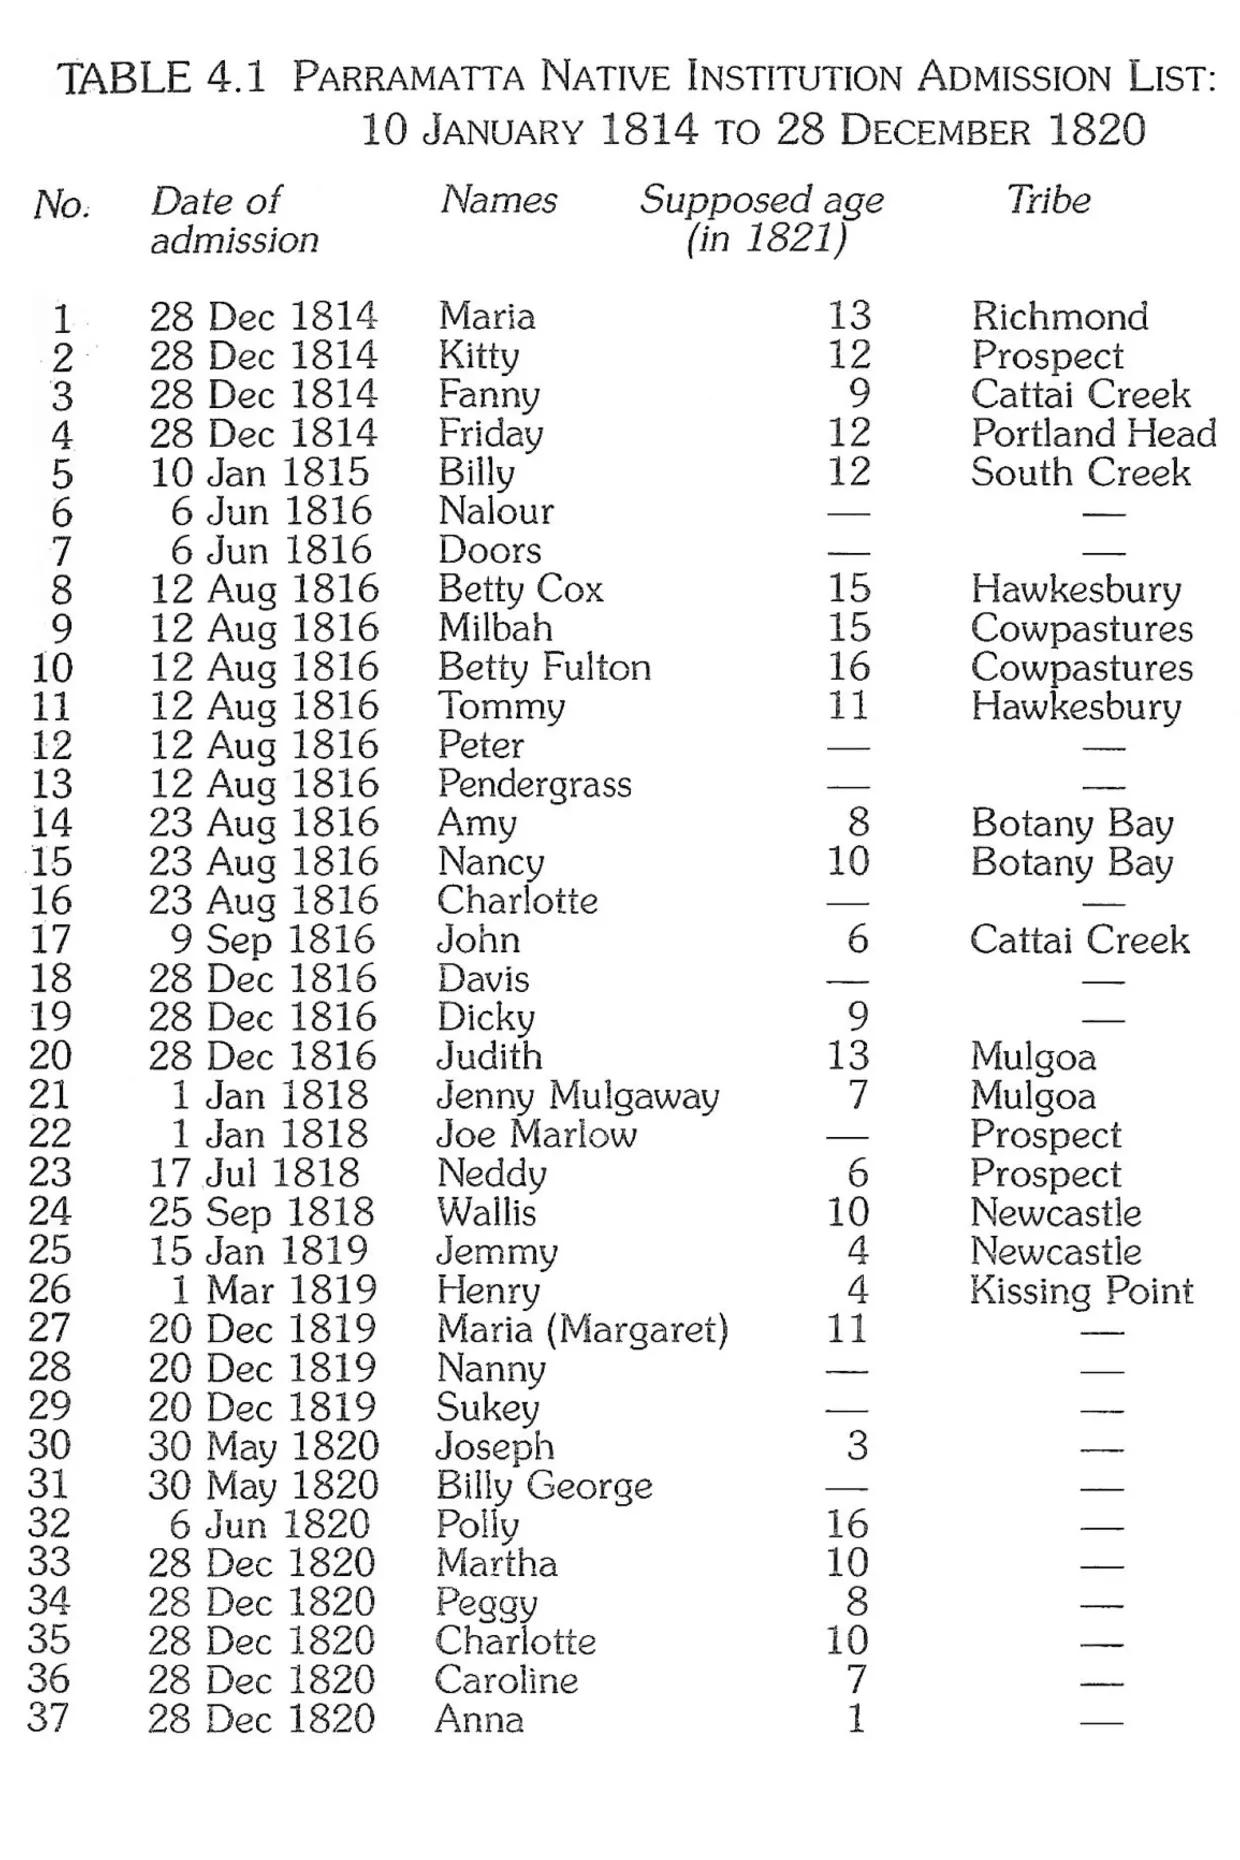 TABLE 4.1 PARRAMATTA NATIVE INSTITUTION ADMISSION LIST:
10 JANUARY 1814 TO 28 DECEMBER 1820
No. Date of admission Names Supposed age (in 1821) Tribe
1 28 Dec 1814 Maria 13 Richmond
2 28 Dec 1814 Kitty 12 Prospect
3 28 Dec 1814 Fanny 9 Cattai Creek
4 28 Dec 1814 Friday 12 Portland Head
5 10 Jan 1815 Billy 12 South Creek
6 6 Jun 1816 Nalour — —
7 6 Jun 1816 Doors — —
8 12 Aug 1816 Betty Cox 15 Hawkesbury
9 12 Aug 1816 Milbah 15 Cowpastures
10 12 Aug 1816 Betty Fulton 16 Cowpastures
11 12 Aug 1816 Tommy 11 Hawkesbury
12 12 Aug 1816 Peter — —
13 12 Aug 1816 Pendergrass — —
14 23 Aug 1816 Amy 8 Botany Bay
15 23 Aug 1816 Nancy 10 Botany Bay
16 23 Aug 1816 Charlotte — —
17 9 Sep 1816 John 6 Cattai Creek
18 28 Dec 1816 Davis — —
19 28 Dec 1816 Dicky 9 —
20 28 Dec 1816 Judith 13 Mulgoa
21 1 Jan 1818 Jenny Mulgaway 7 Mulgoa
22 1 Jan 1818 Joe Marlow — Prospect
23 17 Jul 1818 Neddy 6 Prospect
24 25 Sep 1818 Wallis 10 Newcastle
25 15 Jan 1819 Jemmy 4 Newcastle
26 1 Mar 1819 Henry 4 Kissing Point
27 20 Dec 1819 Maria (Margaret) 11 —
28 20 Dec 1819 Nanny — —
29 20 Dec 1819 Sukey — —
30 30 May 1820 Joseph 3 —
31 30 May 1820 Billy George — —
32 6 Jun 1820 Polly 16 —
33 28 Dec 1820 Martha 10 —
34 28 Dec 1820 Peggy 8 —
35 28 Dec 1820 Charlotte 10 —
36 28 Dec 1820 Caroline 7 —
37 28 Dec 1820 Anna 1 —